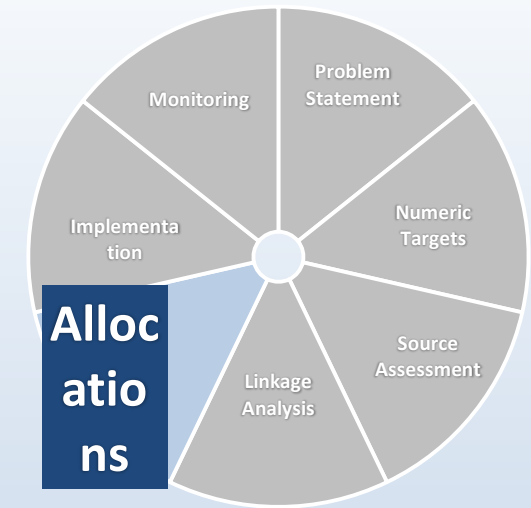 Monitoring
Problem
Statement
Implementa
tion
Numeric
Targets
Alloc
atio
ns
Source
Assessment
Linkage
Analysis